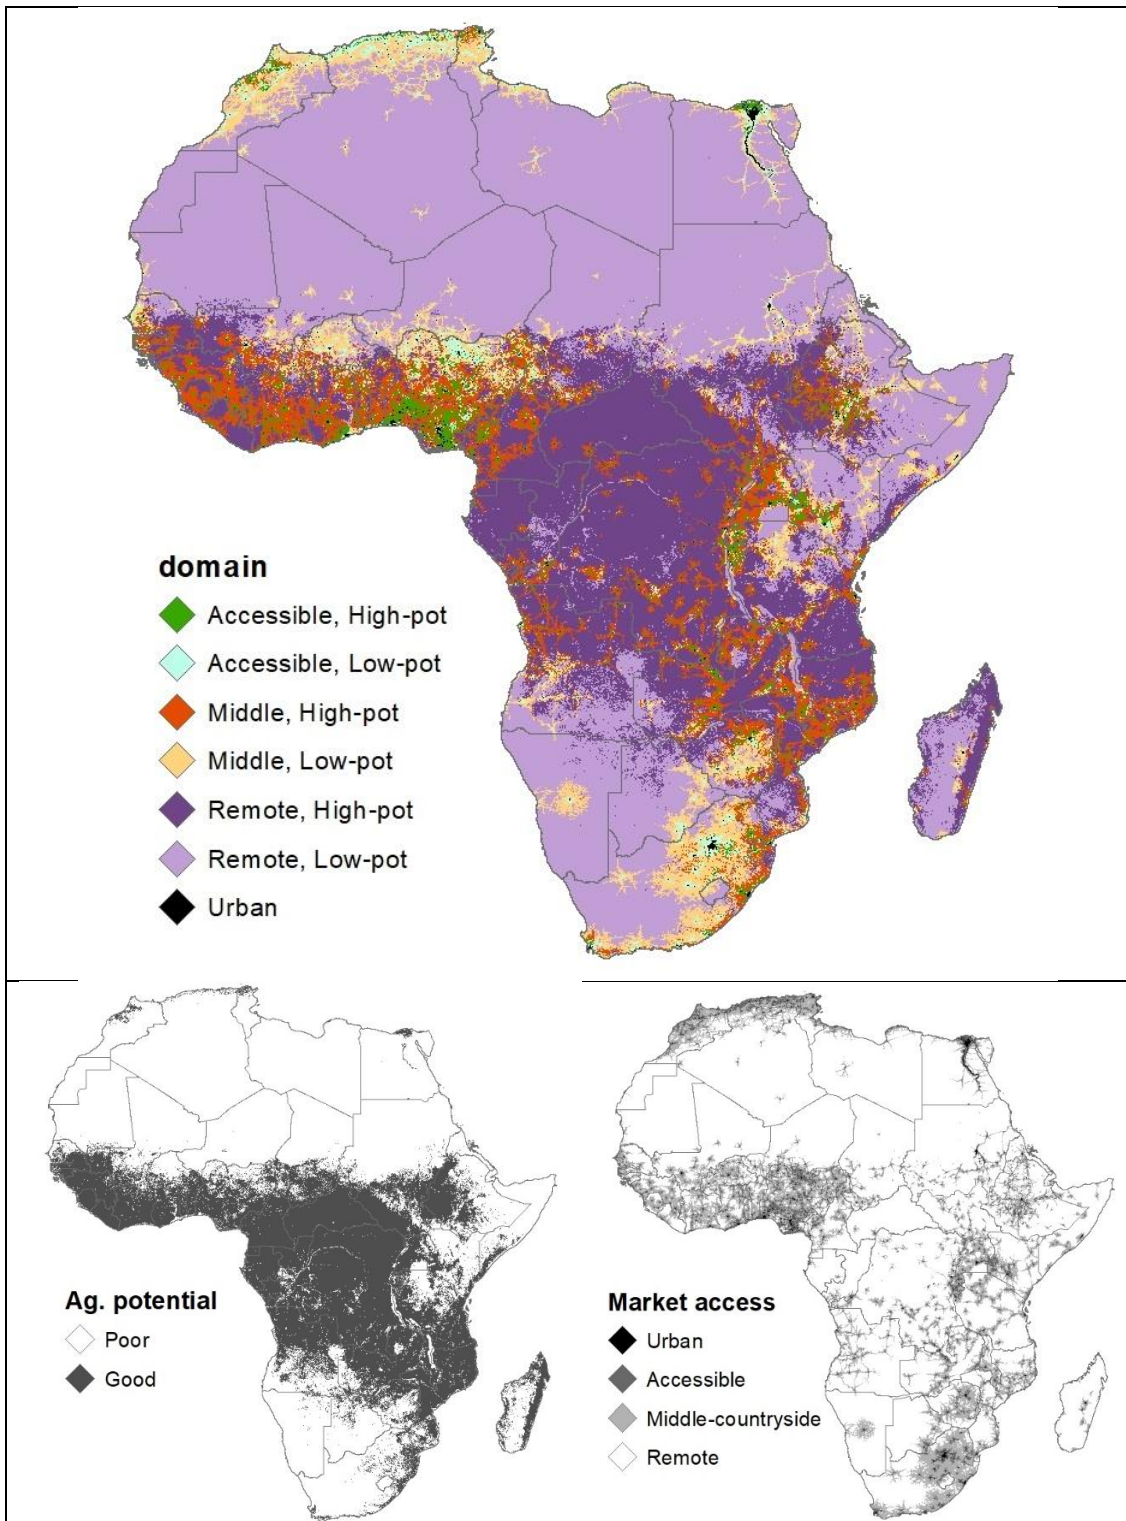 domain
Accessible, High-pot
Accessible, Low-pot
Middle, High-pot
Middle, Low-pot
Remote, High-pot
Remote, Low-pot
Urban
Ag. potential
Poor
Good
Market access
Urban
Accessible
Middle-countryside
Remote